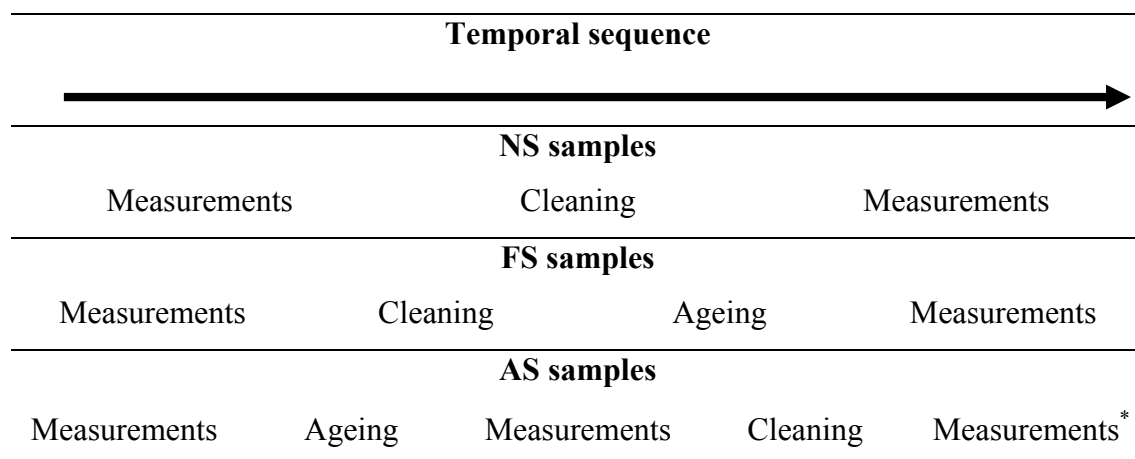 Temporal sequence
NS samples
Measurements Cleaning Measurements
FS samples
Measurements Cleaning Ageing Measurements
AS samples
Measurements Ageing Measurements Cleaning Measurements*